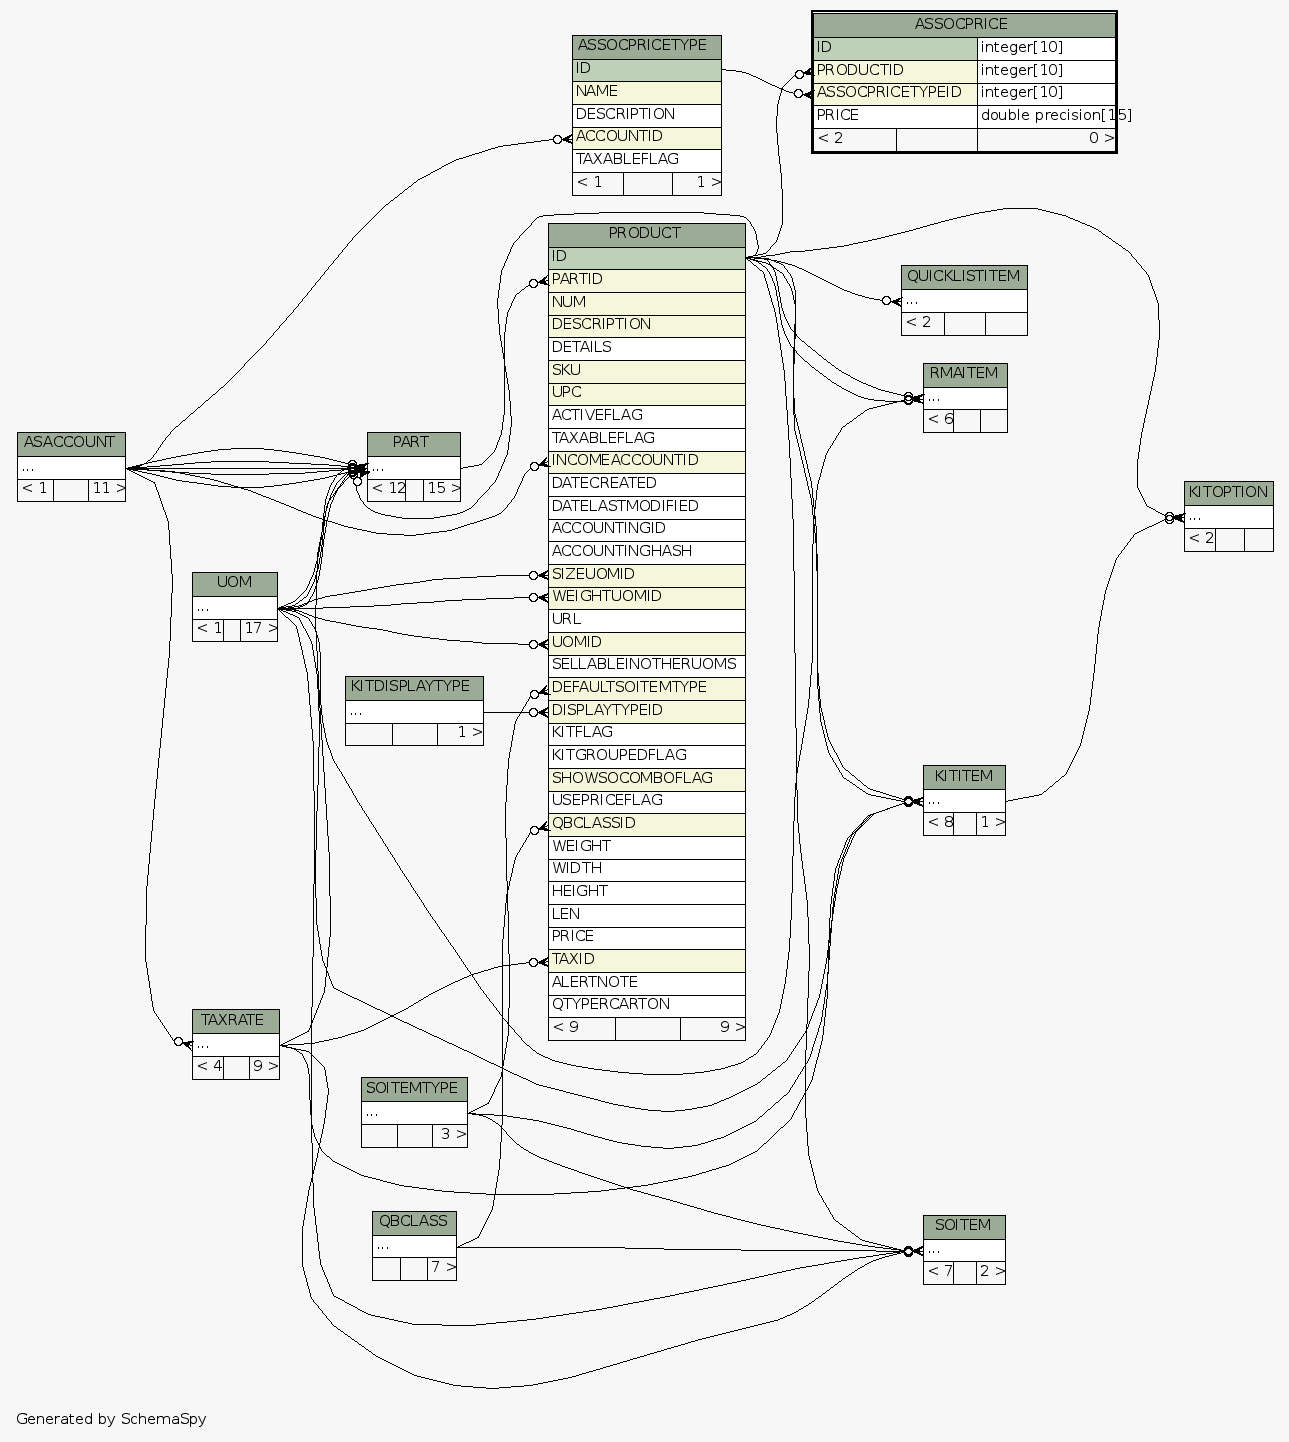 ASSOCPRICE
ID integer[10]
PRODUCTID integer[10]
ASSOCPRICETYPEID integer[10]
PRICE double precision[15]
< 2 0 >
ASSOCPRICETYPE
ID
NAME
DESCRIPTION
ACCOUNTID
TAXABLEFLAG
< 1 1 >
PRODUCT
ID
PARTID
NUM
DESCRIPTION
DETAILS
SKU
UPC
ACTIVEFLAG
TAXABLEFLAG
INCOMEACCOUNTID
DATECREATED
DATELASTMODIFIED
ACCOUNTINGID
ACCOUNTINGHASH
SIZEUOMID
WEIGHTUOMID
URL
UOMID
SELLABLEINOTHERUOMS
DEFAULTSOITEMTYPE
DISPLAYTYPEID
KITFLAG
KITGROUPEDFLAG
SHOWSOCOMBOFLAG
USEPRICEFLAG
QBCLASSID
WEIGHT
WIDTH
HEIGHT
LEN
PRICE
TAXID
ALERTNOTE
QTYPERCARTON
< 9 9 >
QUICKLISTITEM
...
< 2
RMAITEM
...
< 6
ASACCOUNT
...
< 1 11 >
PART
...
< 12 15 >
KITOPTION
...
< 2
UOM
...
< 1 17 >
KITDISPLAYTYPE
...
1 >
KITITEM
...
< 8 1 >
TAXRATE
...
< 4 9 >
SOITEMTYPE
...
3 >
QBCLASS
...
7 >
SOITEM
...
< 7 2 >
Generated by SchemaSpy